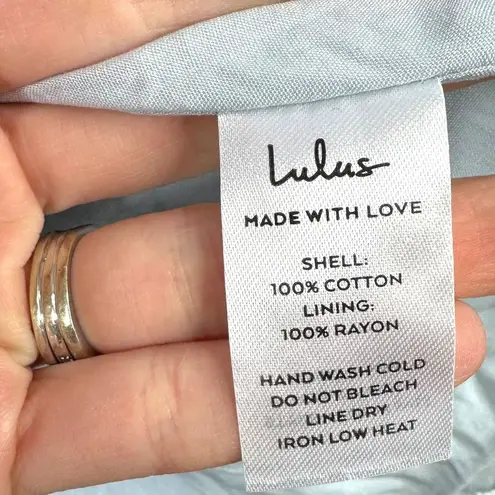 Lulus
MADE WITH LOVE
SHELL:
100% COTTON
LINING:
100% RAYON
HAND WASH COLD
DO NOT BLEACH
LINE DRY
IRON LOW HEAT